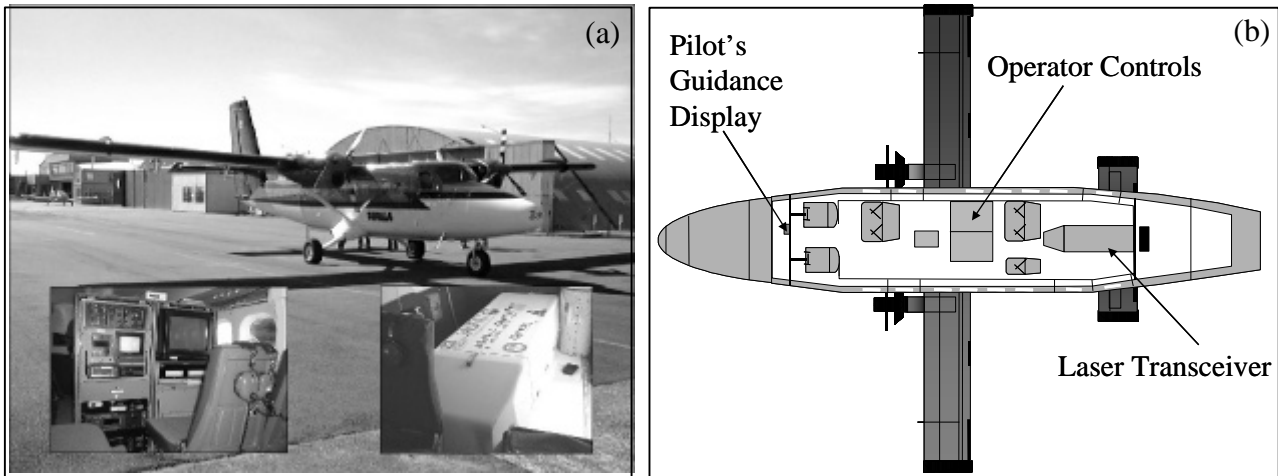 (a)
(b)
Pilot's
Guidance
Display
Operator Controls
Laser Transceiver